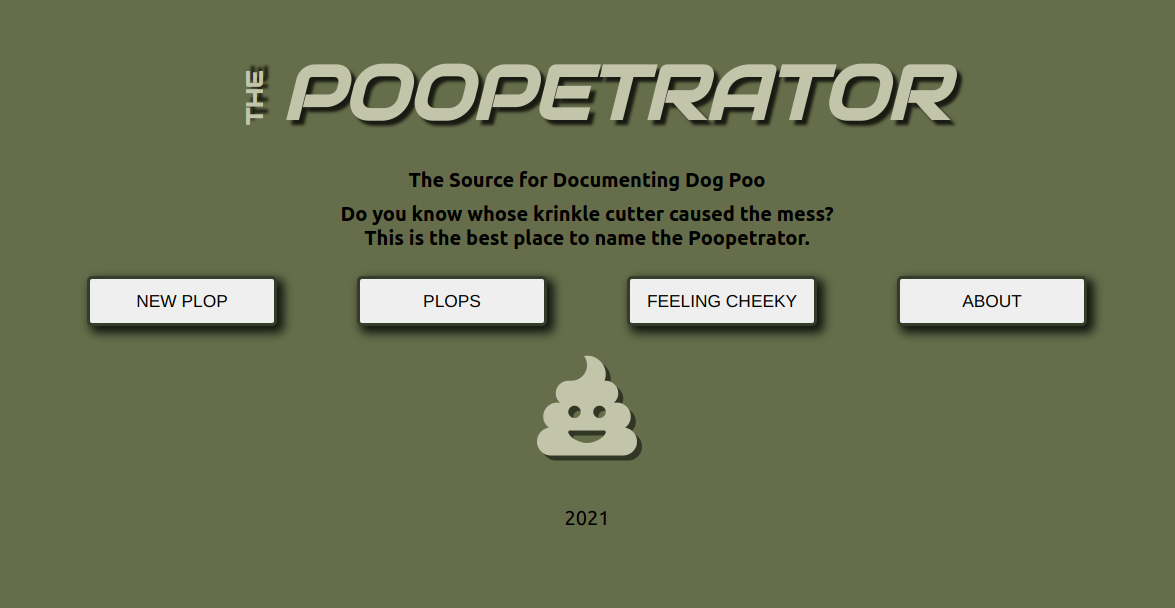 THE POOPETRATOR
The Source for Documenting Dog Poo
Do you know whose krinkle cutter caused the mess?
This is the best place to name the Poopetrator.
NEW PLOP
PLOPS
FEELING CHEEKY
ABOUT
2021